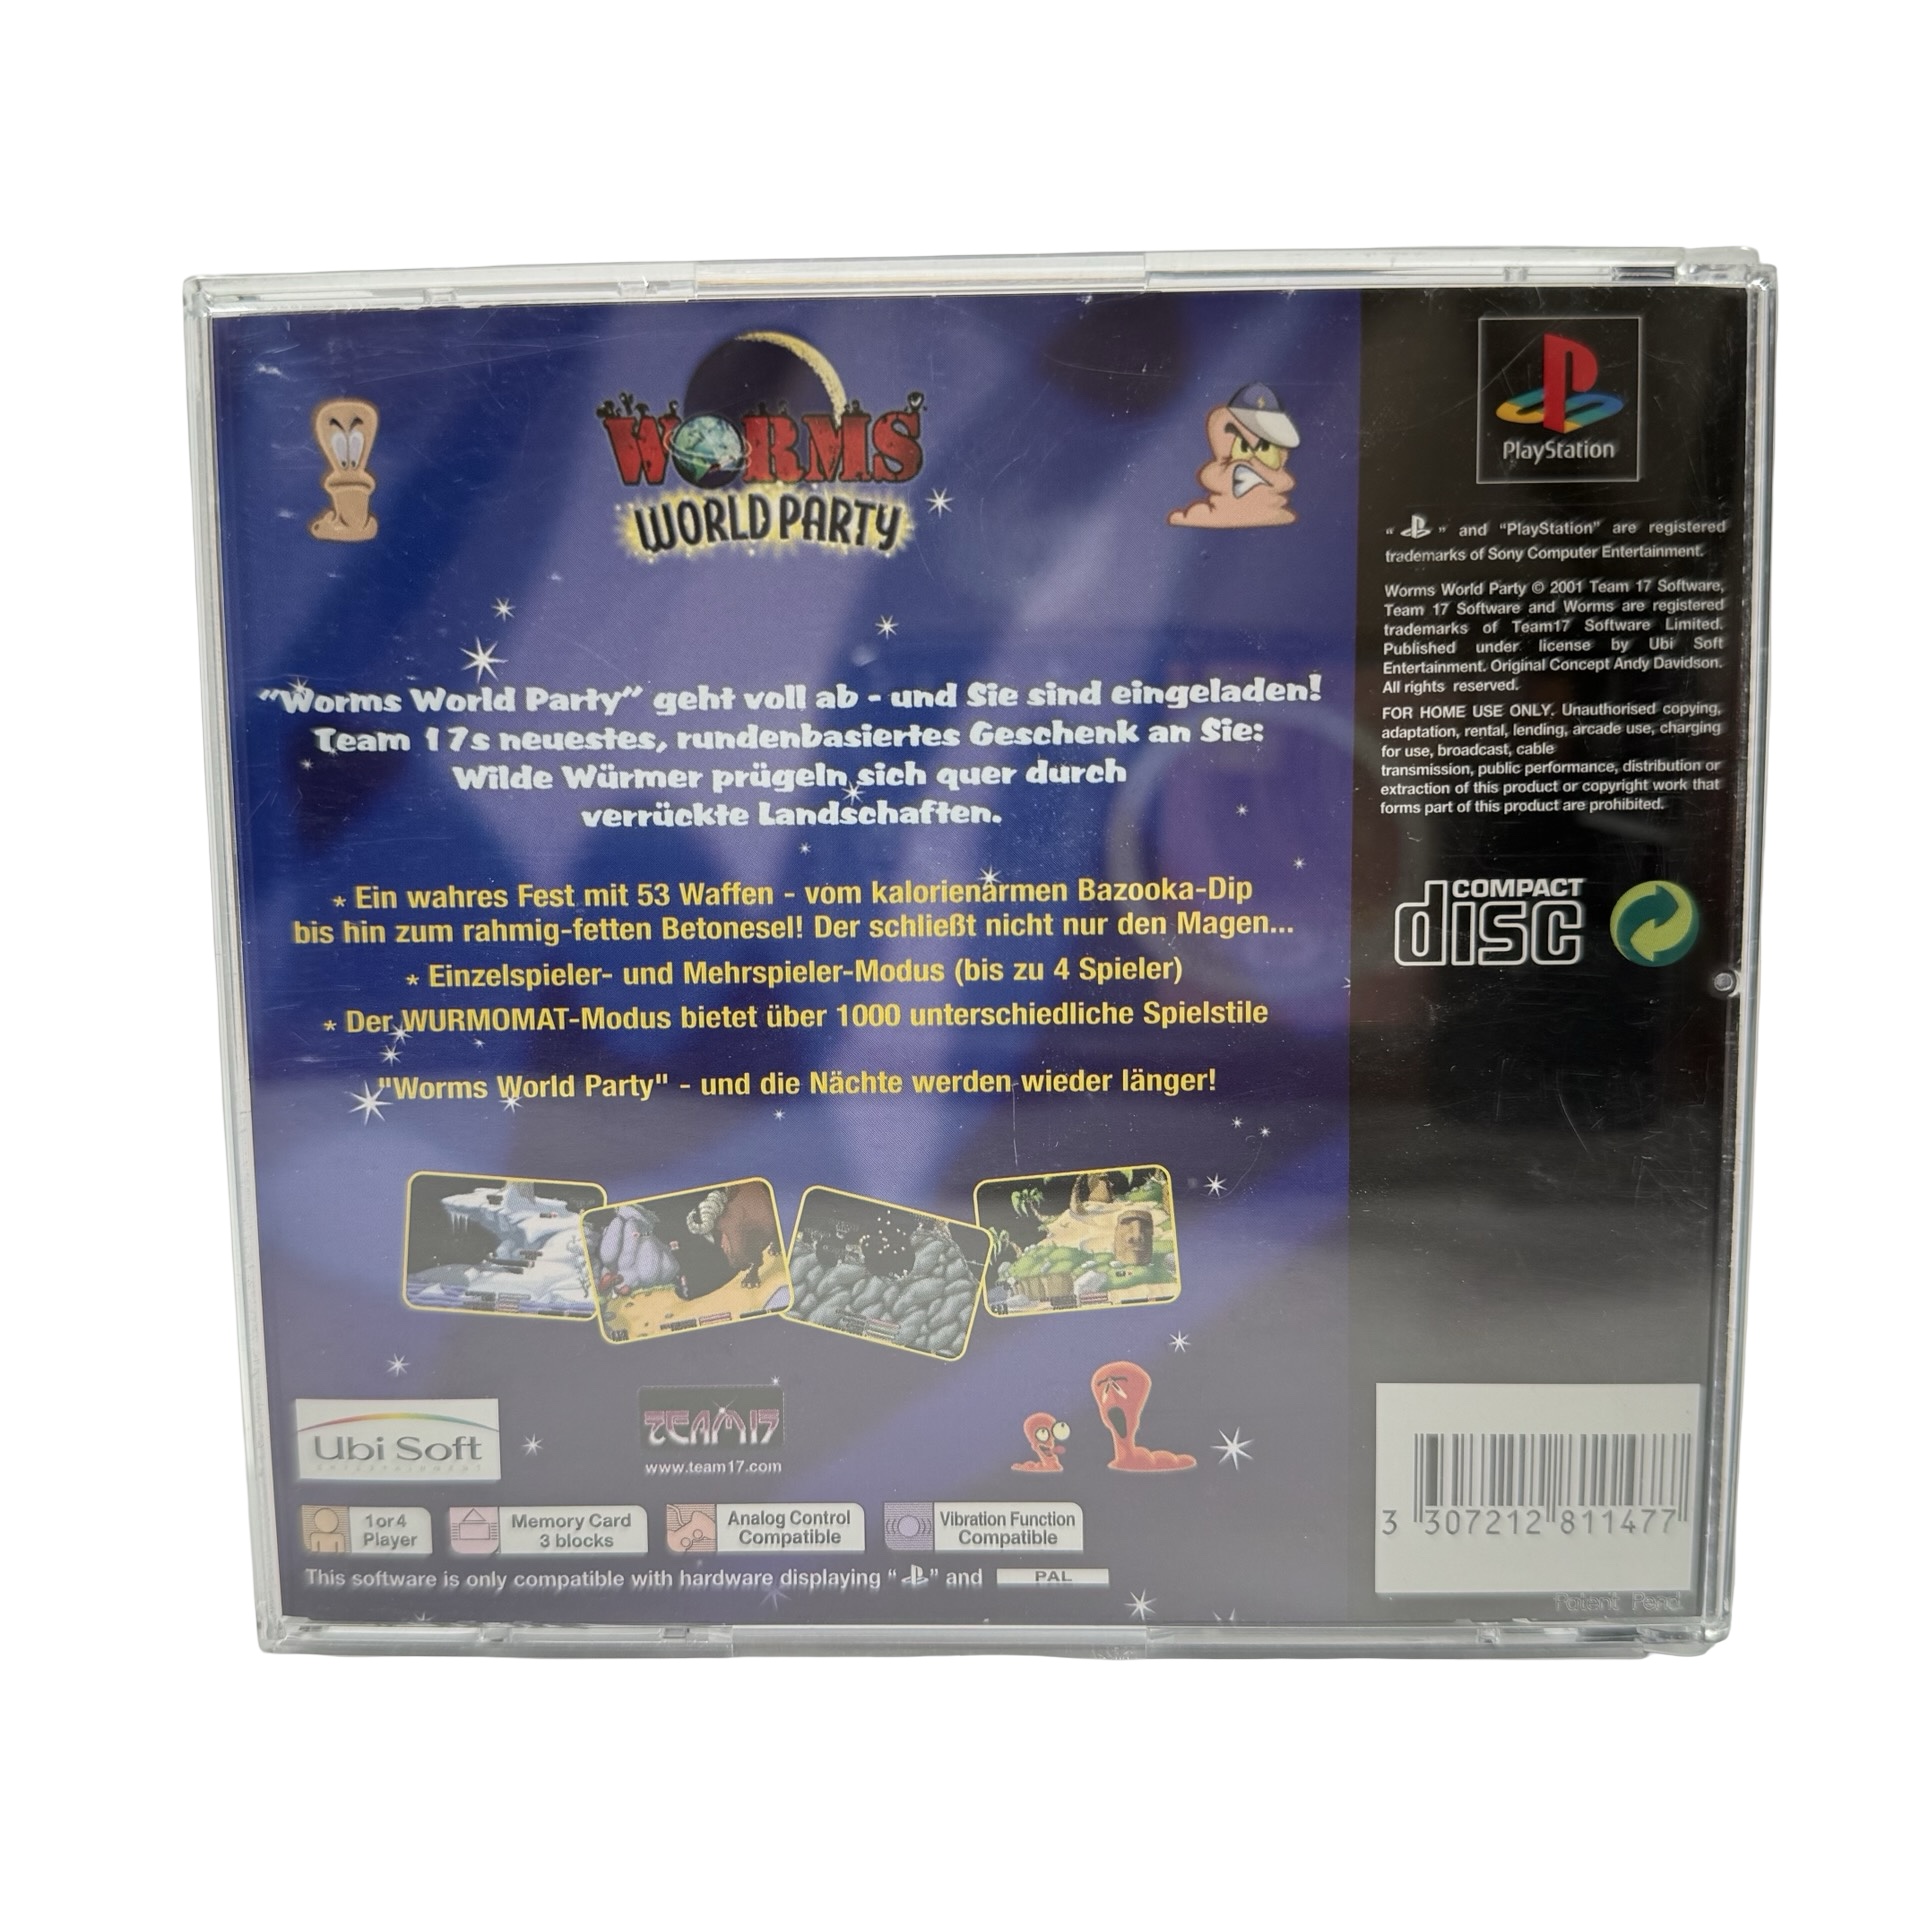 WORMS
WORLD PARTY
"Worms World Party" geht voll ab - und Sie sind eingeladen!
Team 17s neuestes, rundenbasiertes Geschenk an Sie:
Wilde Würmer prügeln sich quer durch
verrückte Landschaften.
* Ein wahres Fest mit 53 Waffen - vom kalorienarmen Bazooka-Dip
bis hin zum rahmig-fetten Betonesel! Der schließt nicht nur den Magen...
* Einzelspieler- und Mehrspieler-Modus (bis zu 4 Spieler)
* Der WURMOMAT-Modus bietet über 1000 unterschiedliche Spielstile
"Worms World Party" - und die Nächte werden wieder länger!
Ubi Soft
ENTERTAINMENT
TEAM17
www.team17.com
1 or 4
Player
Memory Card
3 blocks
Analog Control
Compatible
Vibration Function
Compatible
This software is only compatible with hardware displaying " " and PAL
PlayStation
" " and "PlayStation" are registered
trademarks of Sony Computer Entertainment.
Worms World Party © 2001 Team 17 Software,
Team 17 Software and Worms are registered
trademarks of Team17 Software Limited.
Published under license by Ubi Soft
Entertainment. Original Concept Andy Davidson.
All rights reserved.
FOR HOME USE ONLY. Unauthorised copying,
adaptation, rental, lending, arcade use, charging
for use, broadcast, cable
transmission, public performance, distribution or
extraction of this product or copyright work that
forms part of this product are prohibited.
COMPACT
disc
3 307212 811477
Patent Pend